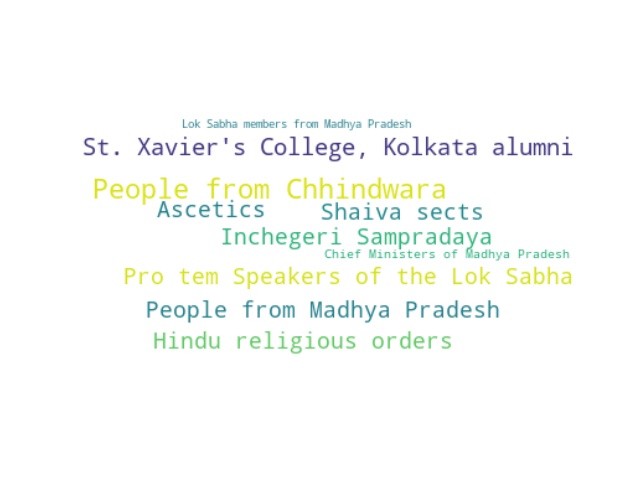 Lok Sabha members from Madhya Pradesh
St. Xavier's College, Kolkata alumni
People from Chhindwara
Ascetics
Shaiva sects
Inchegeri Sampradaya
Chief Ministers of Madhya Pradesh
Pro tem Speakers of the Lok Sabha
People from Madhya Pradesh
Hindu religious orders